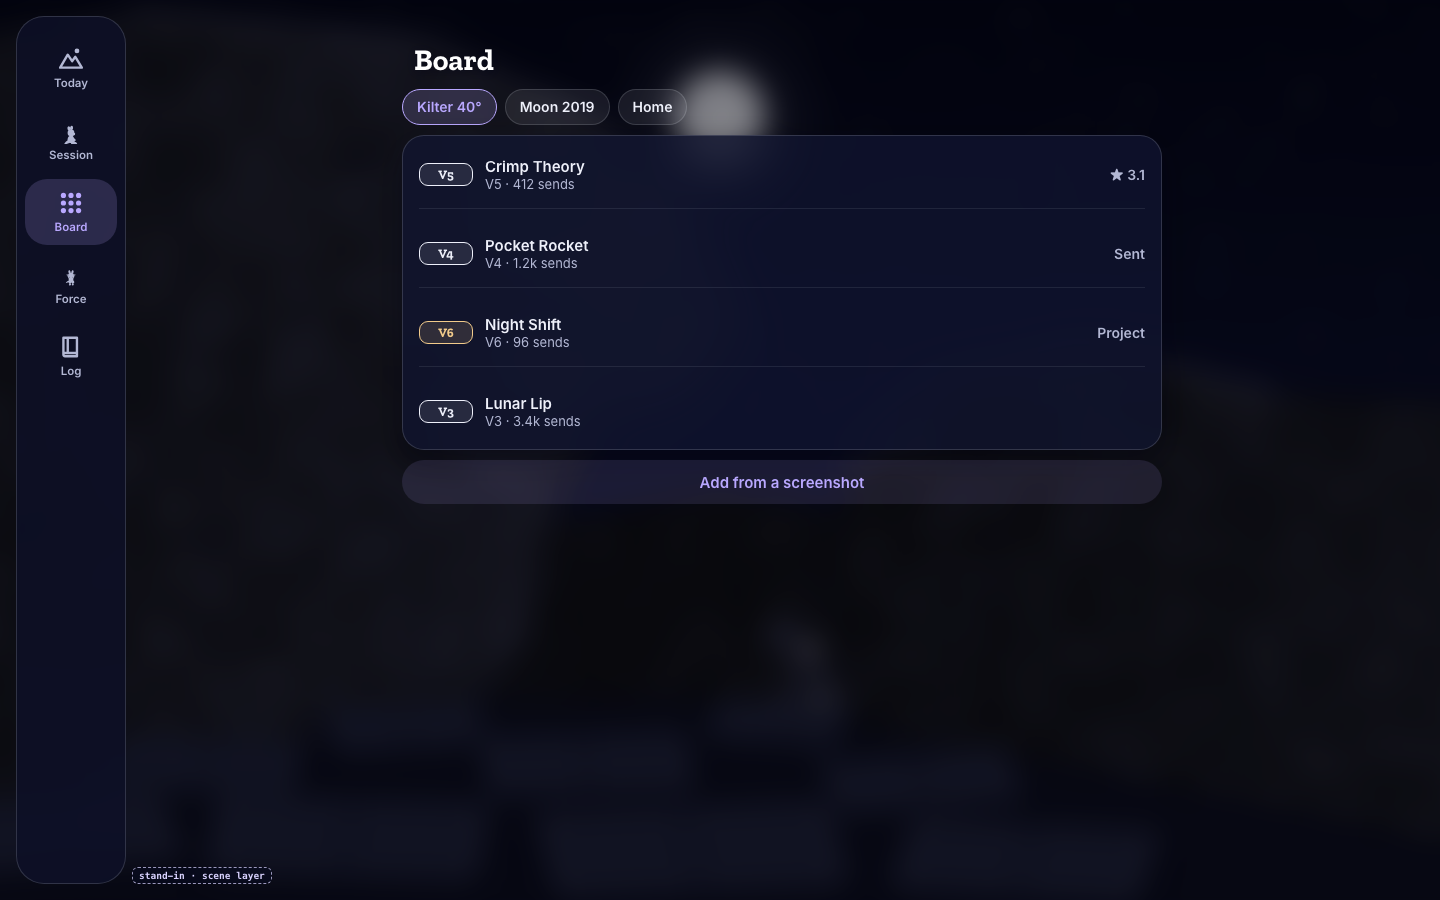 Today
Session
Board
Force
Log
Board
Kilter 40°
Moon 2019
Home
V5
Crimp Theory
V5 · 412 sends
★ 3.1
V4
Pocket Rocket
V4 · 1.2k sends
Sent
V6
Night Shift
V6 · 96 sends
Project
V3
Lunar Lip
V3 · 3.4k sends
Add from a screenshot
stand-in · scene layer